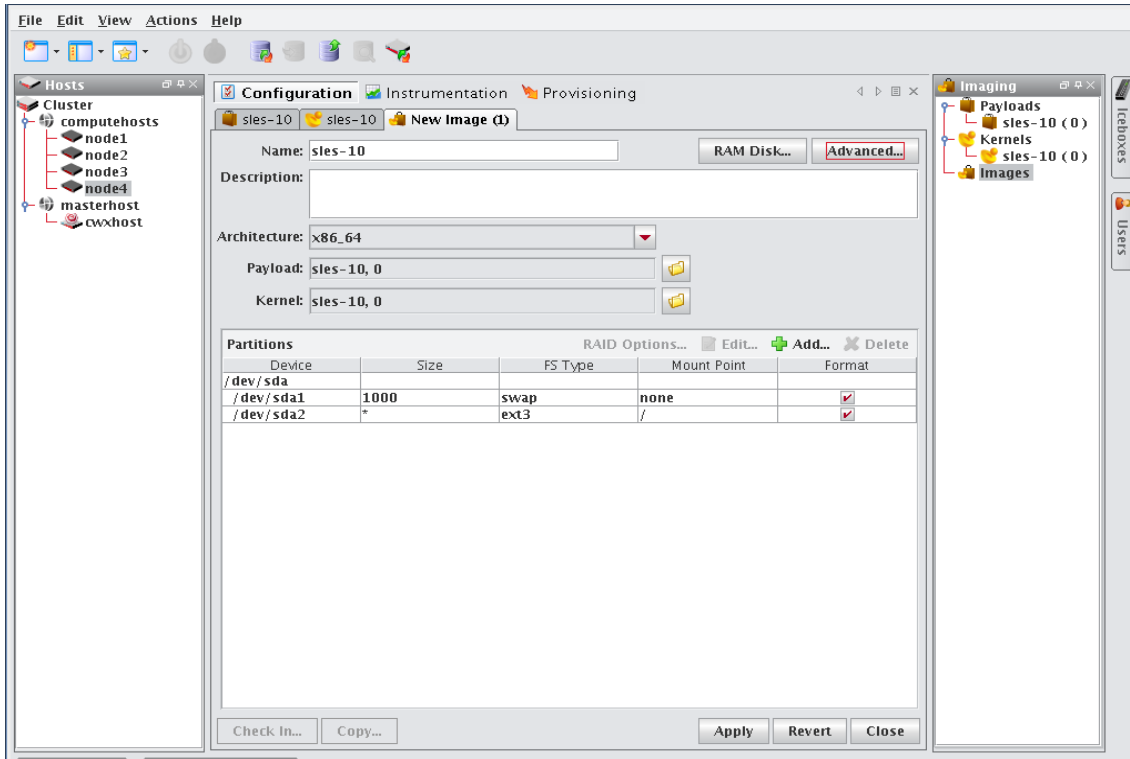 File Edit View Actions Help
Hosts
Cluster
computehosts
node1
node2
node3
node4
masterhost
cwxhost
Configuration Instrumentation Provisioning
sles-10 sles-10 New Image (1)
Name: sles-10 RAM Disk... Advanced...
Description:
Architecture: x86_64
Payload: sles-10, 0
Kernel: sles-10, 0
Partitions RAID Options... Edit... Add... Delete
Device Size FS Type Mount Point Format
/dev/sda
/dev/sda1 1000 swap none
/dev/sda2 * ext3 /
Check In... Copy... Apply Revert Close
Imaging
Payloads
sles-10 (0)
Kernels
sles-10 (0)
Images
Iceboxes
Users